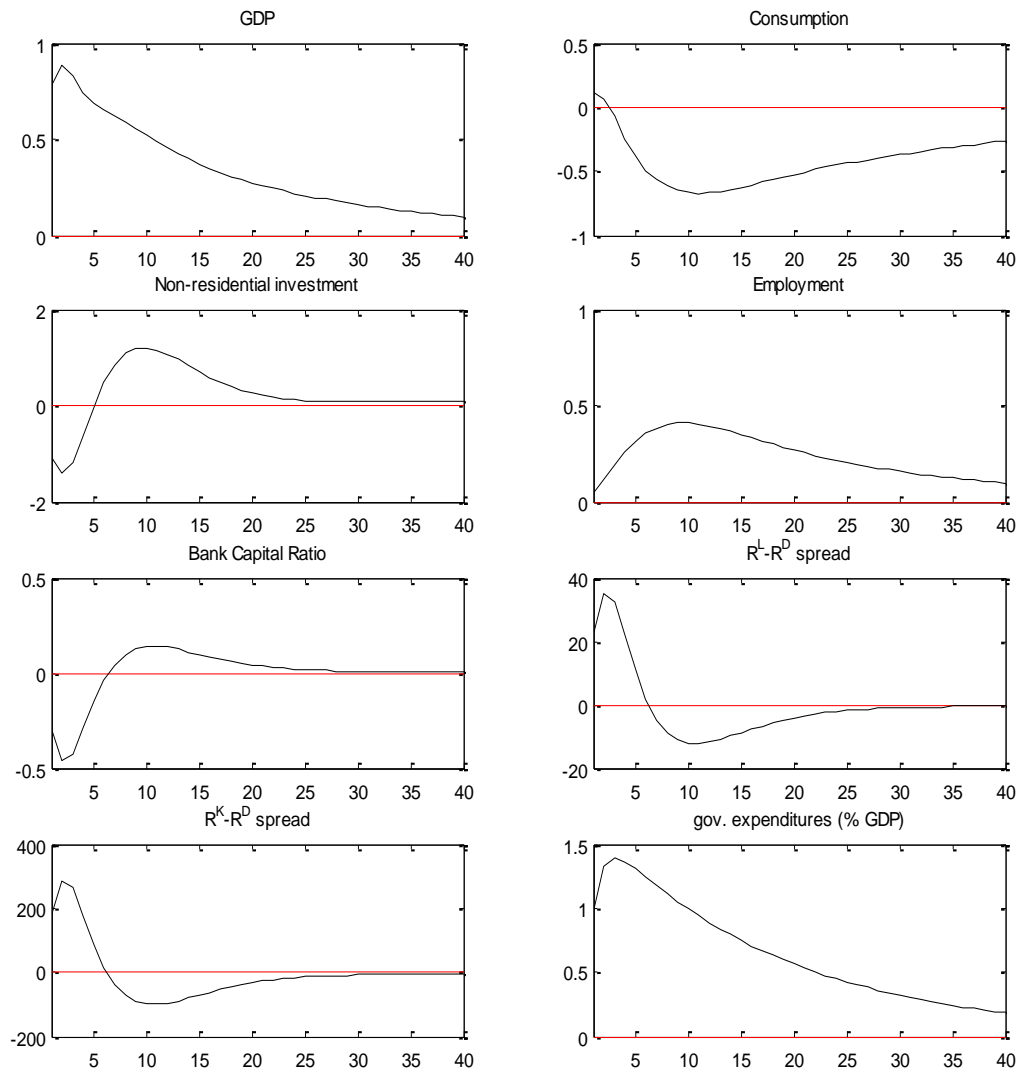 GDP
1
0.5
0
5 10 15 20 25 30 35 40
Consumption
0.5
0
-0.5
-1
5 10 15 20 25 30 35 40
Non-residential investment
2
0
-2
5 10 15 20 25 30 35 40
Employment
1
0.5
0
5 10 15 20 25 30 35 40
Bank Capital Ratio
0.5
0
-0.5
5 10 15 20 25 30 35 40
R^L-R^D spread
40
20
0
-20
5 10 15 20 25 30 35 40
R^K-R^D spread
400
200
0
-200
5 10 15 20 25 30 35 40
gov. expenditures (% GDP)
1.5
1
0.5
0
5 10 15 20 25 30 35 40